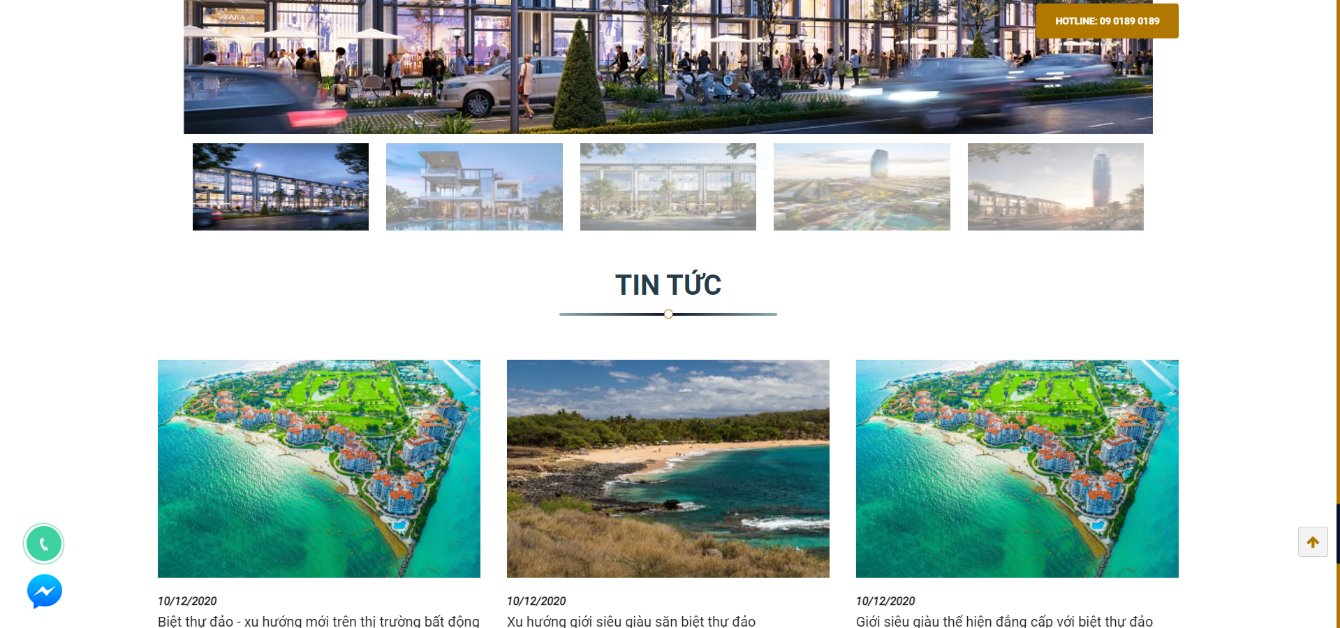 HOTLINE: 09 0189 0189
TIN TỨC
10/12/2020
Biệt thự đảo - xu hướng mới trên thị trường bất động
10/12/2020
Xu hướng giới siêu giàu săn biệt thự đảo
10/12/2020
Giới siêu giàu thể hiện đẳng cấp với biệt thự đảo